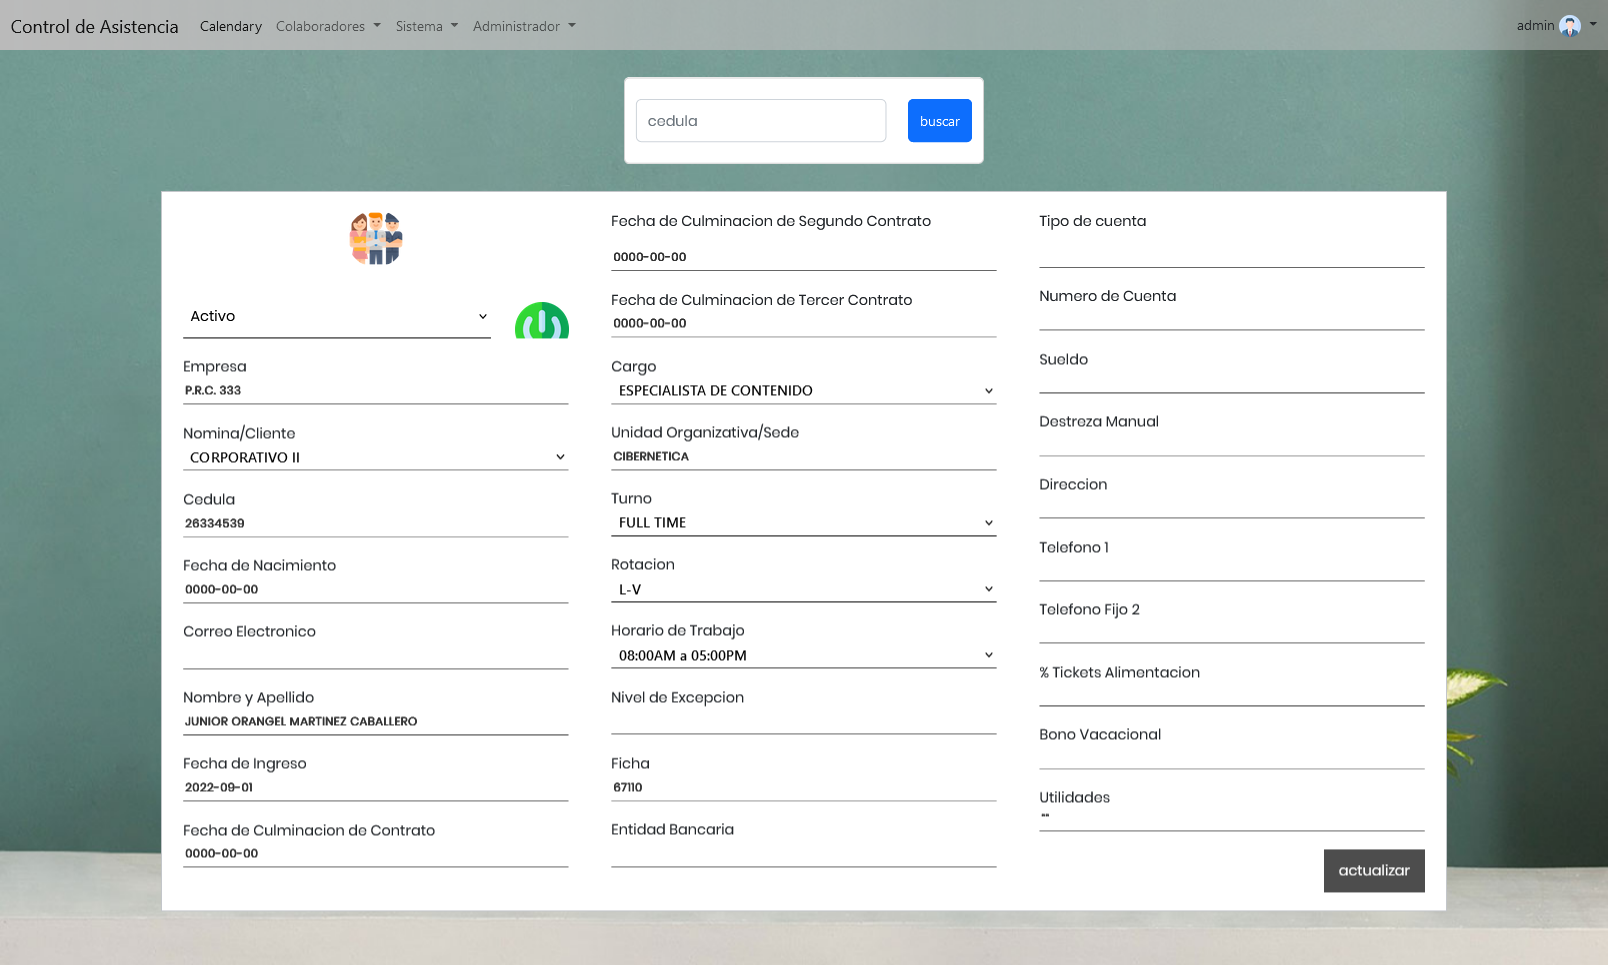 Control de Asistencia
Calendary
Colaboradores
Sistema
Administrador
admin
cedula
buscar
Activo
Empresa
P.R.C. 333
Nomina/Cliente
CORPORATIVO II
Cedula
26334539
Fecha de Nacimiento
0000-00-00
Correo Electronico
Nombre y Apellido
JUNIOR ORANGEL MARTINEZ CABALLERO
Fecha de Ingreso
2022-09-01
Fecha de Culminacion de Contrato
0000-00-00
Fecha de Culminacion de Segundo Contrato
0000-00-00
Fecha de Culminacion de Tercer Contrato
0000-00-00
Cargo
ESPECIALISTA DE CONTENIDO
Unidad Organizativa/Sede
CIBERNETICA
Turno
FULL TIME
Rotacion
L-V
Horario de Trabajo
08:00AM a 05:00PM
Nivel de Excepcion
Ficha
67110
Entidad Bancaria
Tipo de cuenta
Numero de Cuenta
Sueldo
Destreza Manual
Direccion
Telefono 1
Telefono Fijo 2
% Tickets Alimentacion
Bono Vacacional
Utilidades
""
actualizar